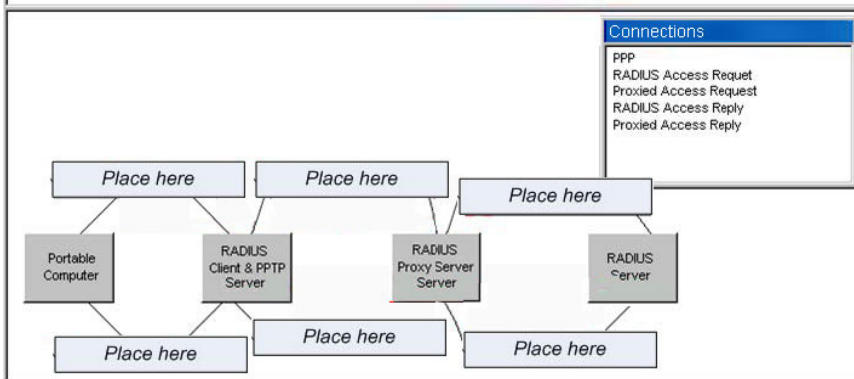 Connections
PPP
RADIUS Access Requet
Proxied Access Request
RADIUS Access Reply
Proxied Access Reply
Place here
Place here
Place here
Portable
Computer
RADIUS
Client & PPTP
Server
RADIUS
Proxy Server
Server
RADIUS
Server
Place here
Place here
Place here